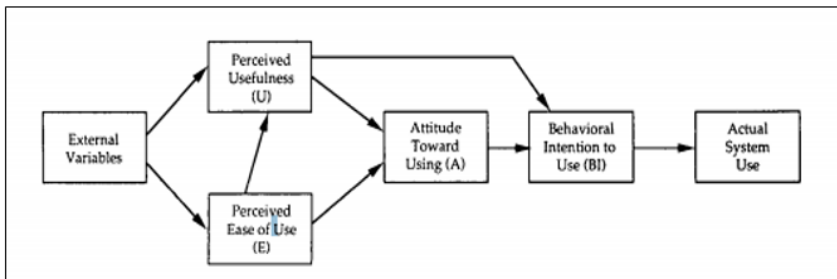 External
Variables
Perceived
Usefulness
(U)
Perceived
Ease of Use
(E)
Attitude
Toward
Using (A)
Behavioral
Intention to
Use (BI)
Actual
System
Use